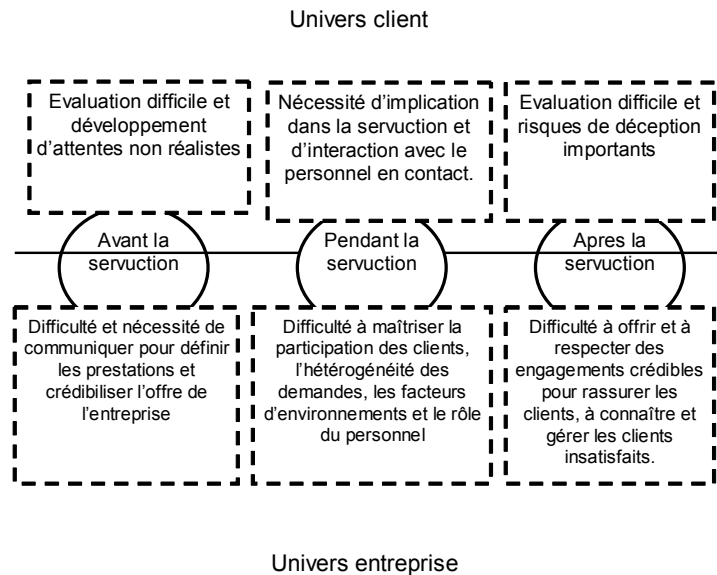 Univers client
Evaluation difficile et
développement
d'attentes non réalistes
Nécessité d'implication
dans la servuction et
d'interaction avec le
personnel en contact.
Evaluation difficile et
risques de déception
importants
Avant la
servuction
Pendant la
servuction
Apres la
servuction
Difficulté et nécessité de
communiquer pour définir
les prestations et
crédibiliser l'offre de
l'entreprise
Difficulté à maîtriser la
participation des clients,
l'hétérogénéité des
demandes, les facteurs
d'environnements et le rôle
du personnel
Difficulté à offrir et à
respecter des
engagements crédibles
pour rassurer les
clients, à connaître et
gérer les clients
insatisfaits.
Univers entreprise